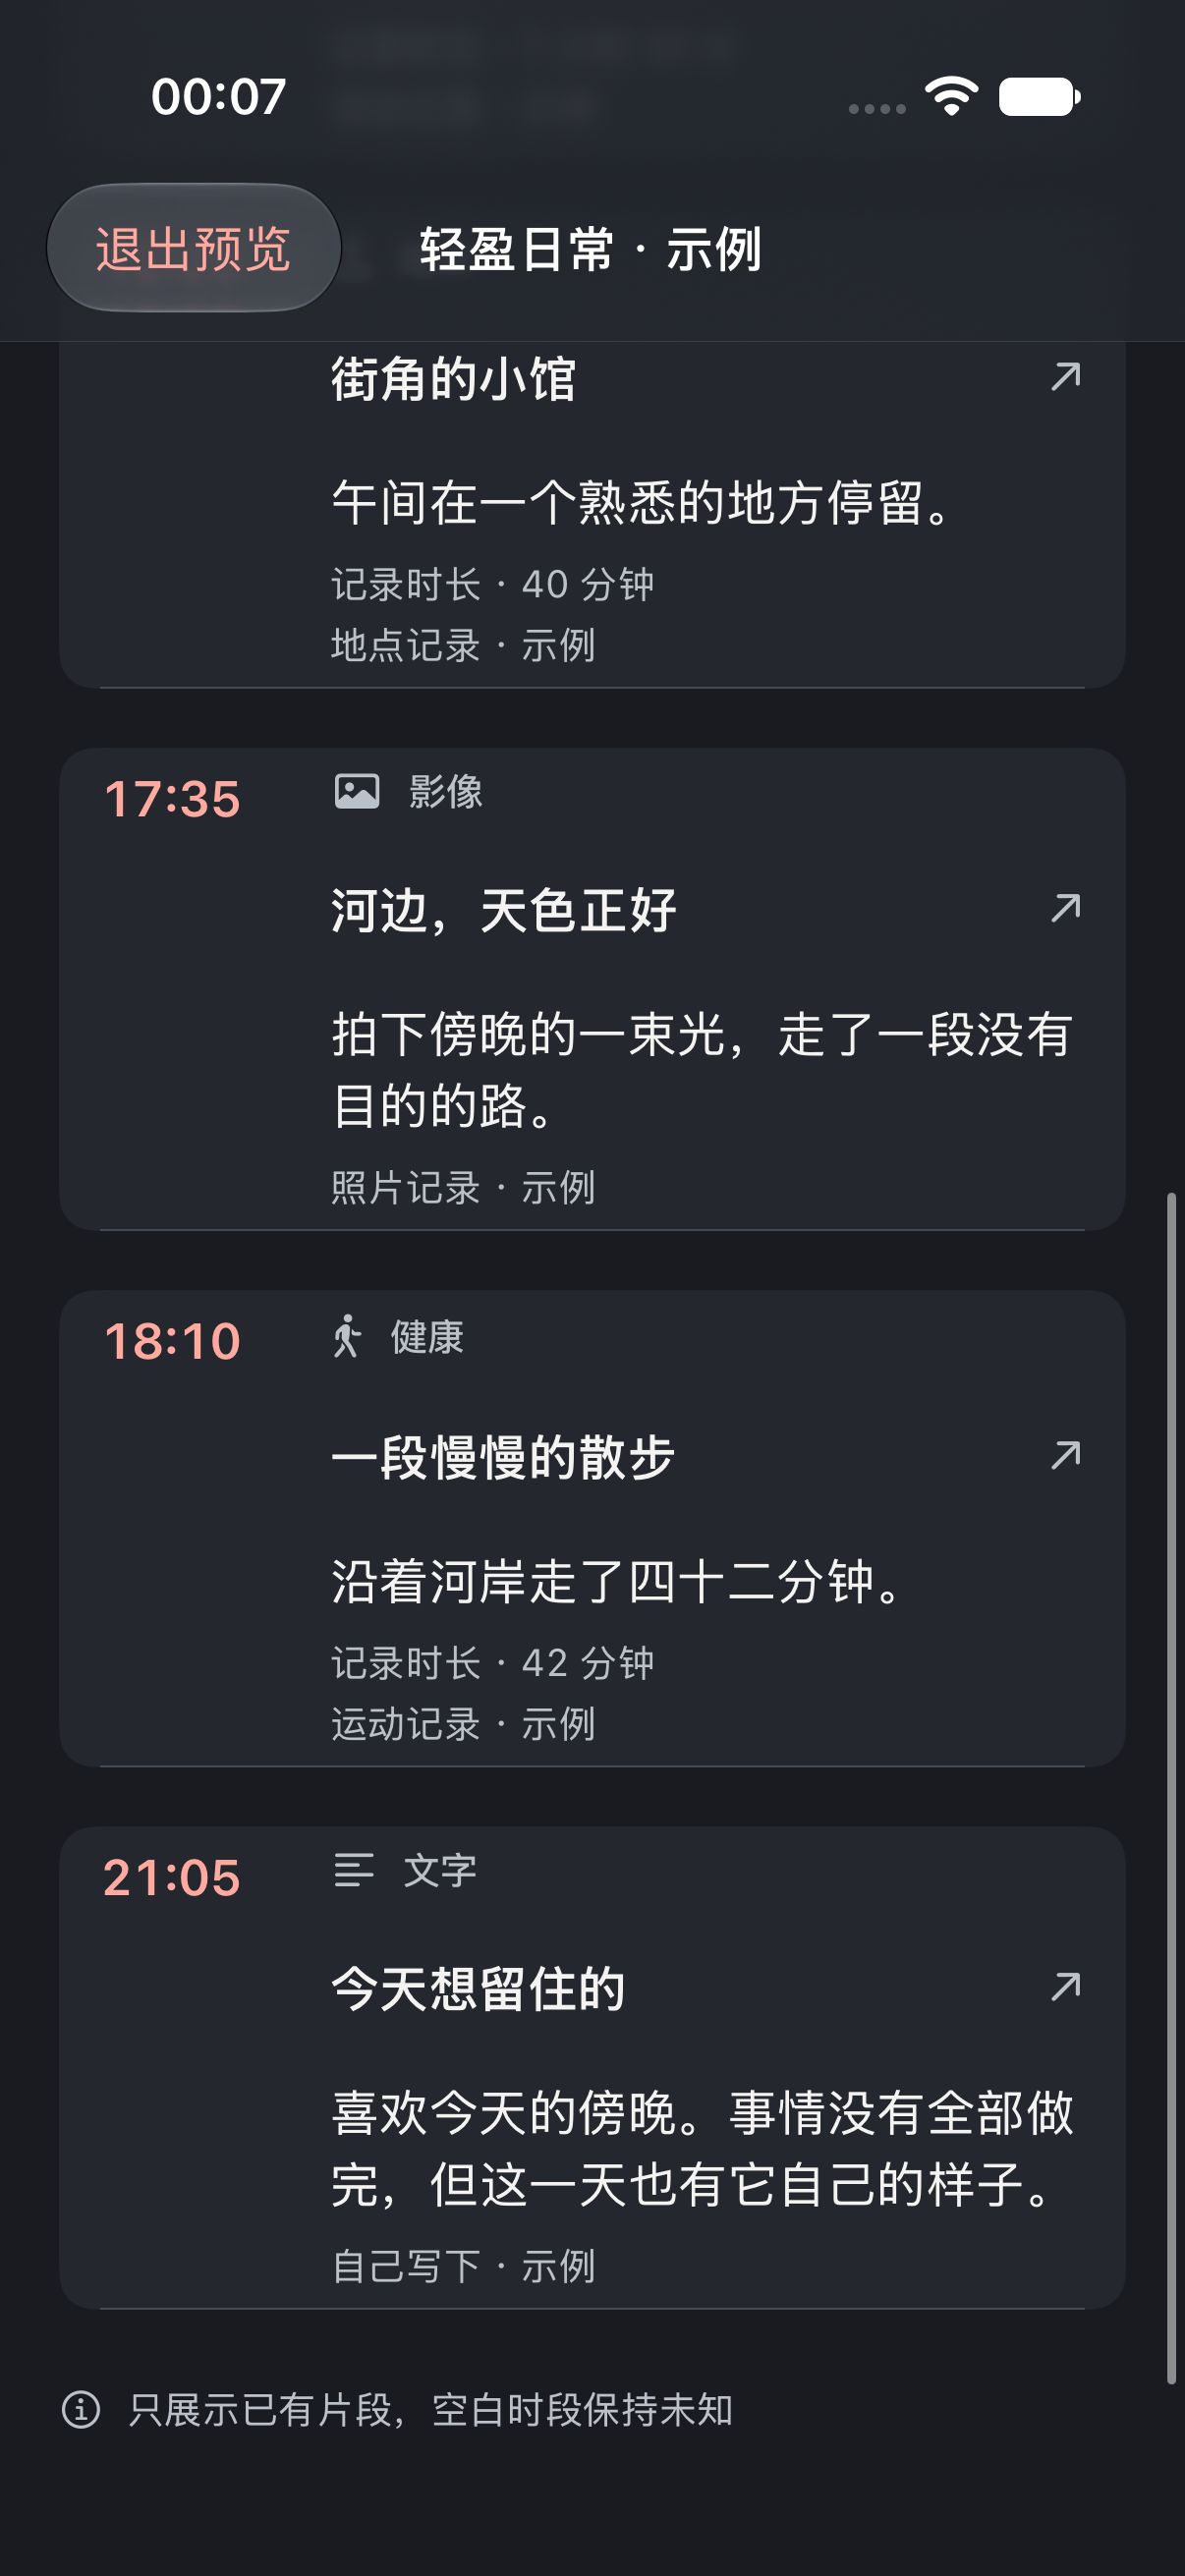 00:07
退出预览
轻盈日常 · 示例
街角的小馆
午间在一个熟悉的地方停留。
记录时长 · 40 分钟
地点记录 · 示例
17:35
影像
河边，天色正好
拍下傍晚的一束光，走了一段没有
目的的路。
照片记录 · 示例
18:10
健康
一段慢慢的散步
沿着河岸走了四十二分钟。
记录时长 · 42 分钟
运动记录 · 示例
21:05
文字
今天想留住的
喜欢今天的傍晚。事情没有全部做
完，但这一天也有它自己的样子。
自己写下 · 示例
只展示已有片段，空白时段保持未知